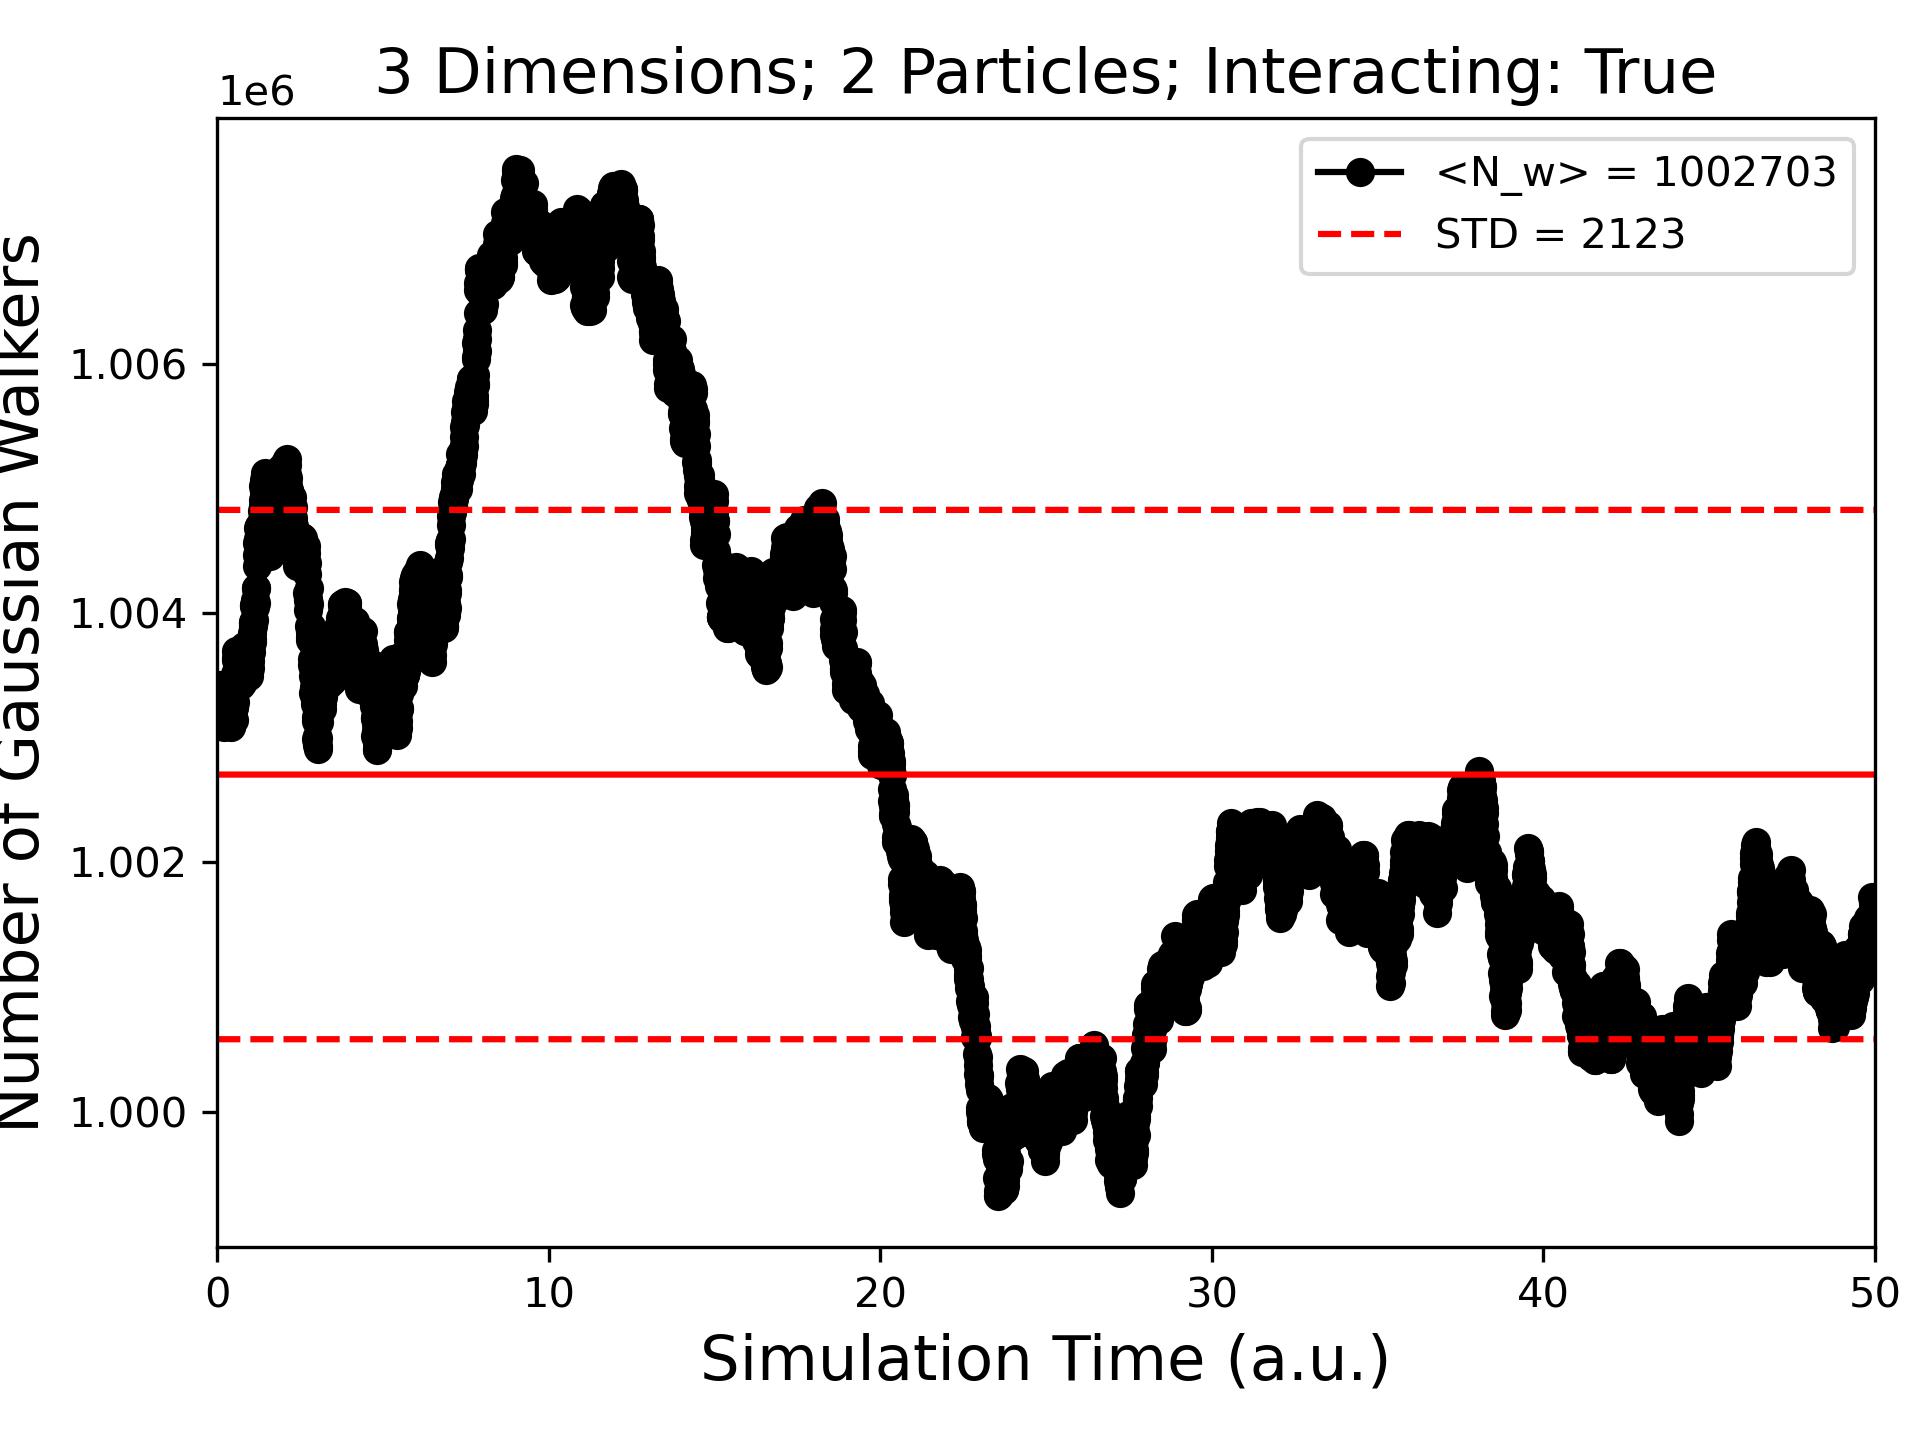 3 Dimensions; 2 Particles; Interacting: True
1e6
<N_w> = 1002703
STD = 2123
Number of Gaussian Walkers
1.006
1.004
1.002
1.000
0 10 20 30 40 50
Simulation Time (a.u.)